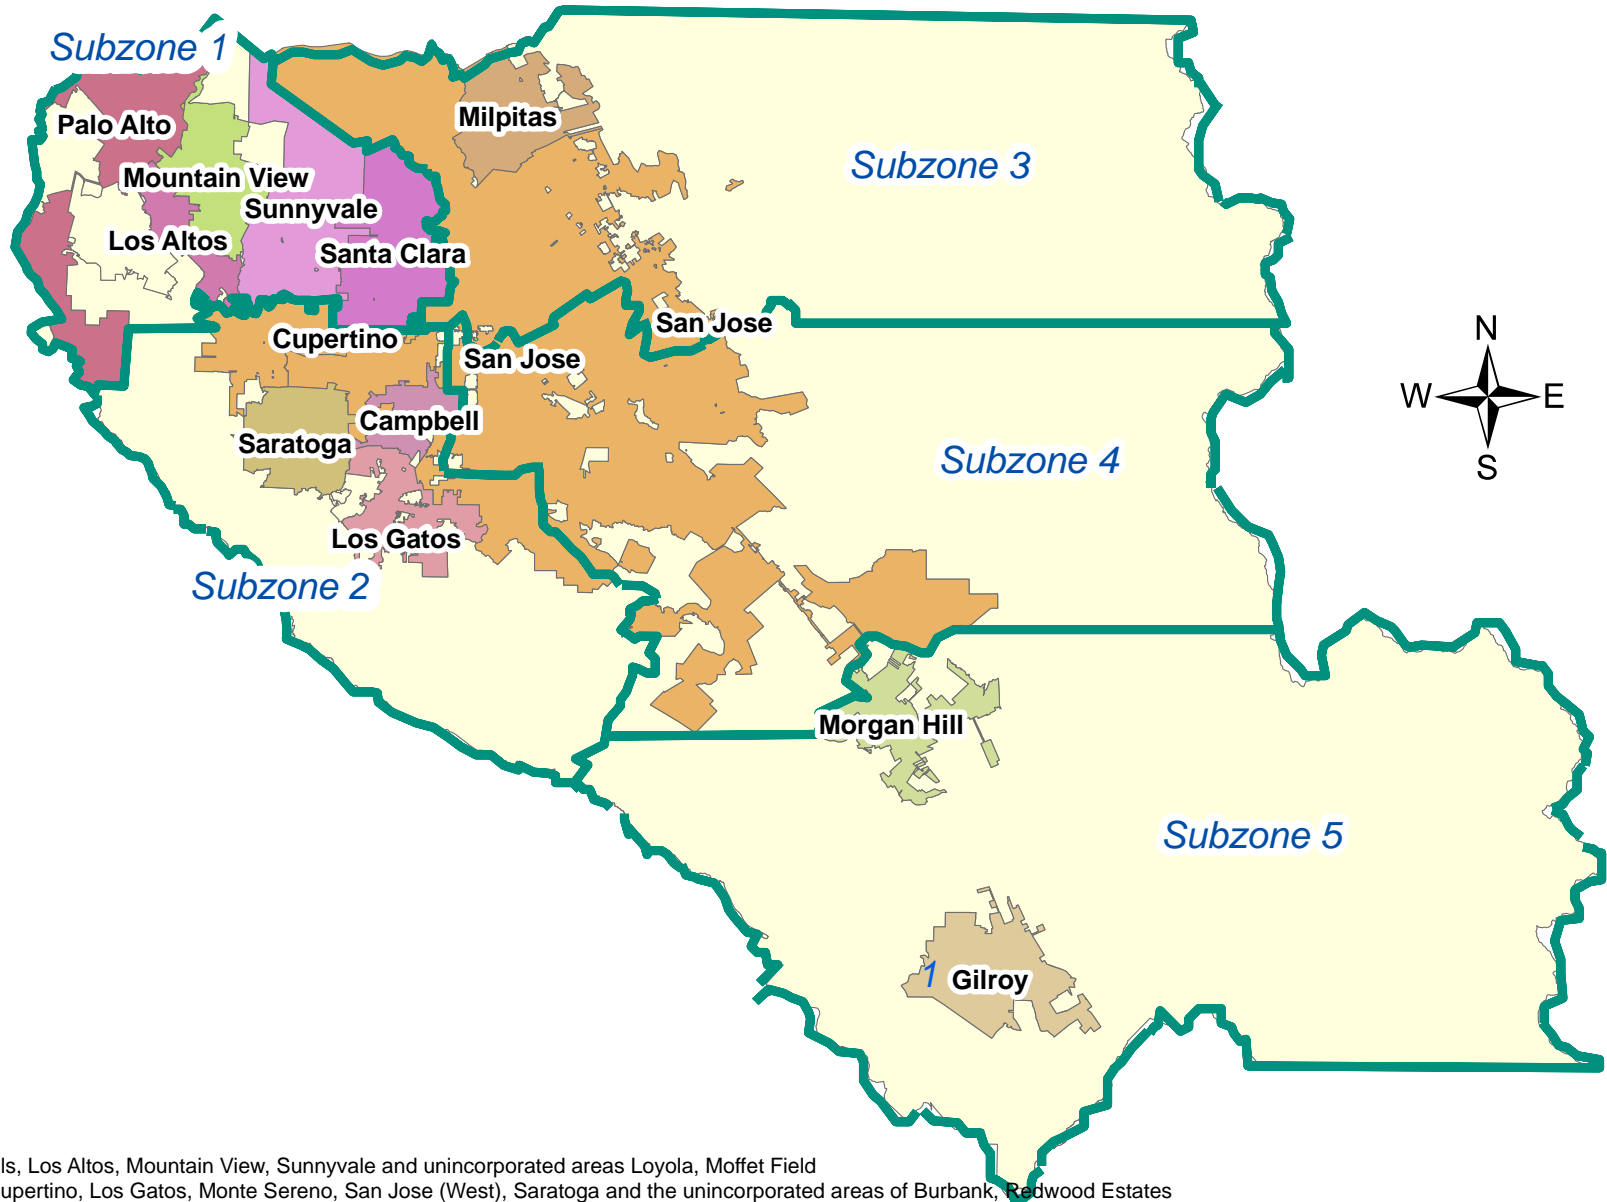 Subzone 1
Palo Alto
Milpitas
Subzone 3
Mountain View
Sunnyvale
Los Altos
Santa Clara
San Jose
Cupertino
San Jose
N
W
E
S
Campbell
Saratoga
Subzone 4
Los Gatos
Subzone 2
Morgan Hill
Subzone 5
1
Gilroy
ls, Los Altos, Mountain View, Sunnyvale and unincorporated areas Loyola, Moffet Field
upertino, Los Gatos, Monte Sereno, San Jose (West), Saratoga and the unincorporated areas of Burbank, Redwood Estates